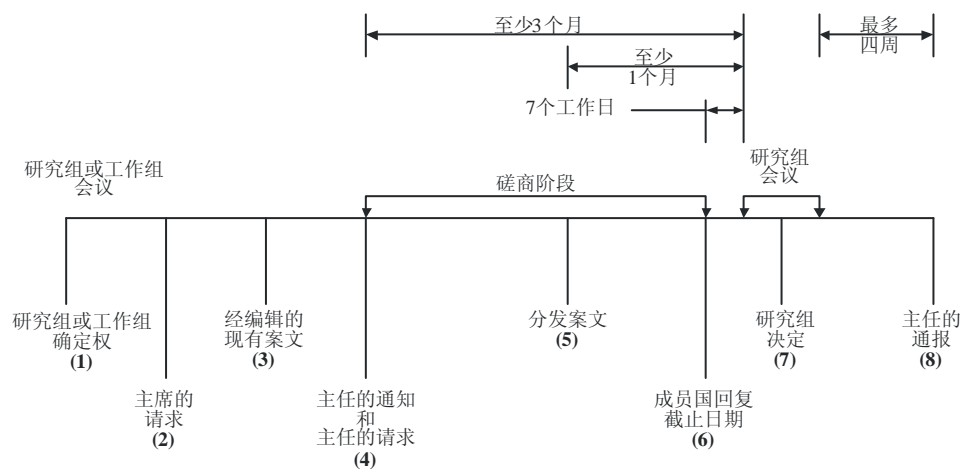 至少3个月
最多
四周
至少
1个月
7个工作日
研究组或工作组
会议
磋商阶段
研究组
会议
研究组或工作组
确定权
(1)
主席的
请求
(2)
经编辑的
现有案文
(3)
主任的通知
和
主任的请求
(4)
分发案文
(5)
成员国回复
截止日期
(6)
研究组
决定
(7)
主任的
通报
(8)